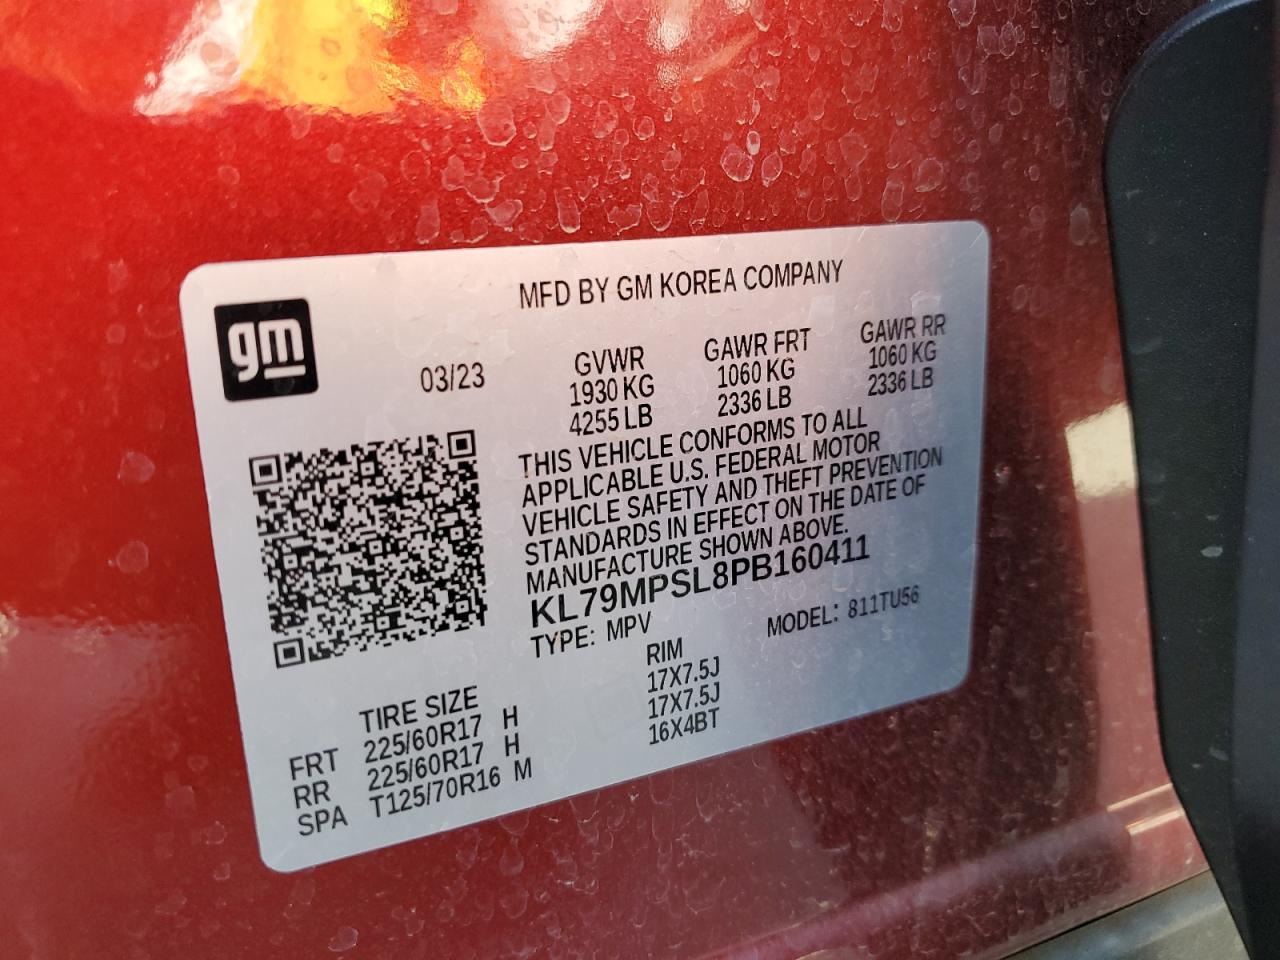 MFD BY GM KOREA COMPANY
gm
03/23
GVWR GAWR FRT GAWR RR
1930 KG 1060 KG 1060 KG
4255 LB 2336 LB 2336 LB
THIS VEHICLE CONFORMS TO ALL
APPLICABLE U.S. FEDERAL MOTOR
VEHICLE SAFETY AND THEFT PREVENTION
STANDARDS IN EFFECT ON THE DATE OF
MANUFACTURE SHOWN ABOVE.
KL79MPSL8PB160411
TYPE: MPV MODEL: 811TU56
TIRE SIZE RIM
FRT 225/60R17 H 17X7.5J
RR 225/60R17 H 17X7.5J
SPA T125/70R16 M 16X4BT